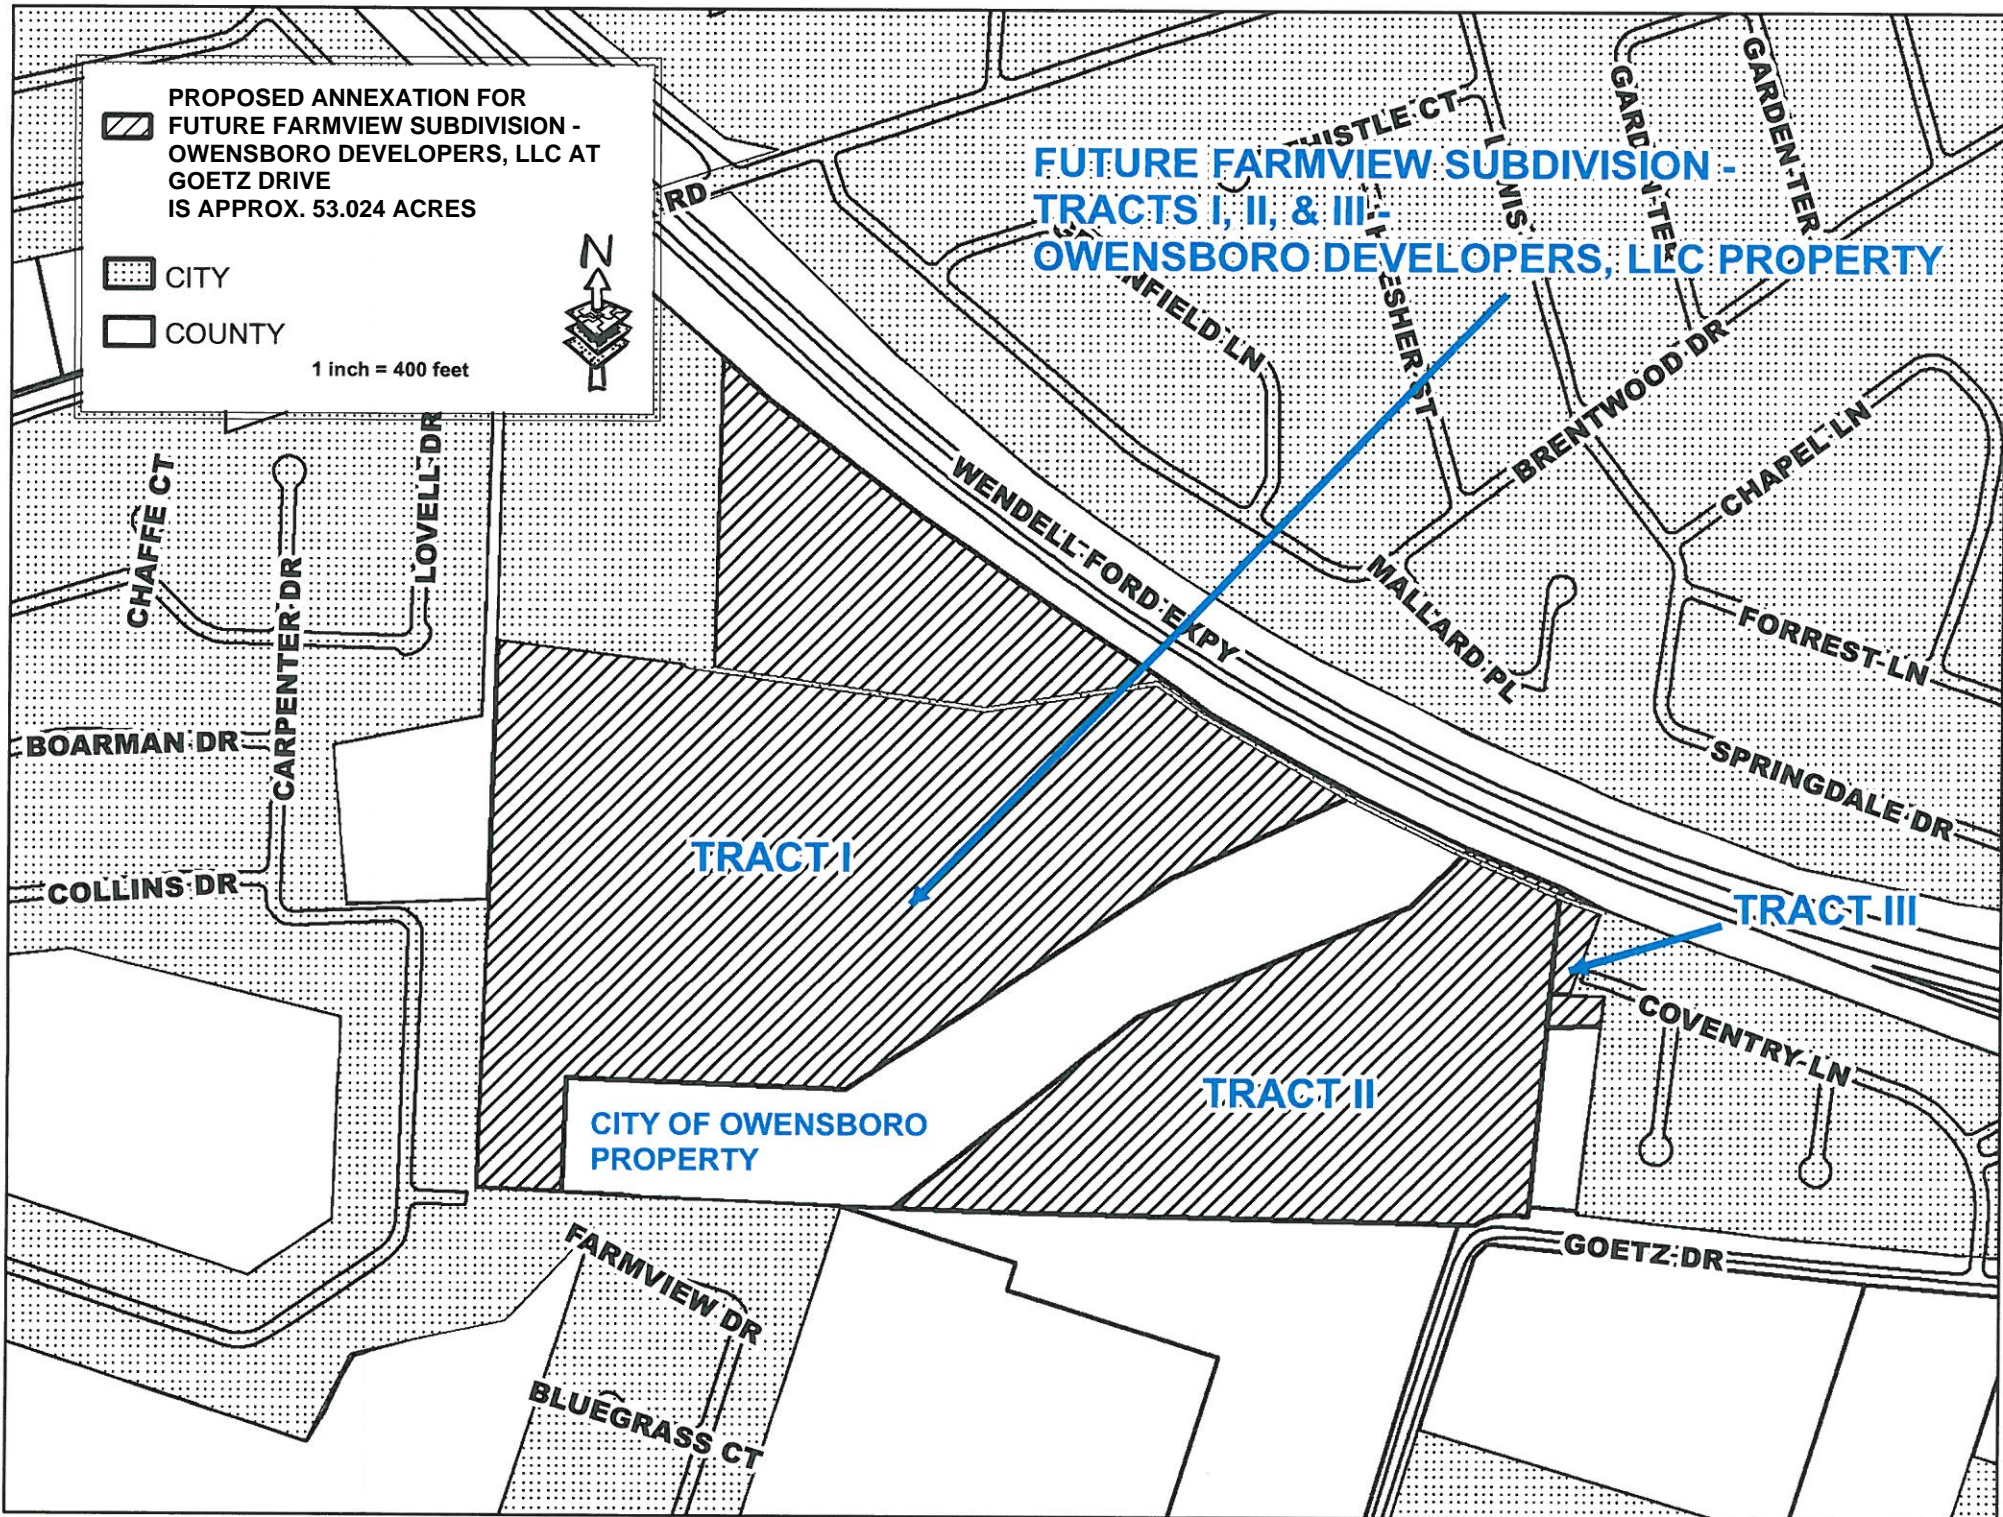 PROPOSED ANNEXATION FOR
FUTURE FARMVIEW SUBDIVISION -
OWENSBORO DEVELOPERS, LLC AT
GOETZ DRIVE
IS APPROX. 53.024 ACRES
CITY
COUNTY
1 inch = 400 feet
N
RD
FUTURE FARMVIEW SUBDIVISION -
TRACTS I, II, & III -
OWENSBORO DEVELOPERS, LLC PROPERTY
GARDEN TER
BRENTWOOD DR
CHAPEL LN
WENDELL FORD EXPY
MALLARD PL
FORREST LN
SPRINGDALE DR
CHAFFE CT
LOVELL DR
CARPENTER DR
BOARMAN DR
COLLINS DR
TRACT I
TRACT III
COVENTRY LN
TRACT II
CITY OF OWENSBORO
PROPERTY
GOETZ DR
FARMVIEW DR
BLUEGRASS CT